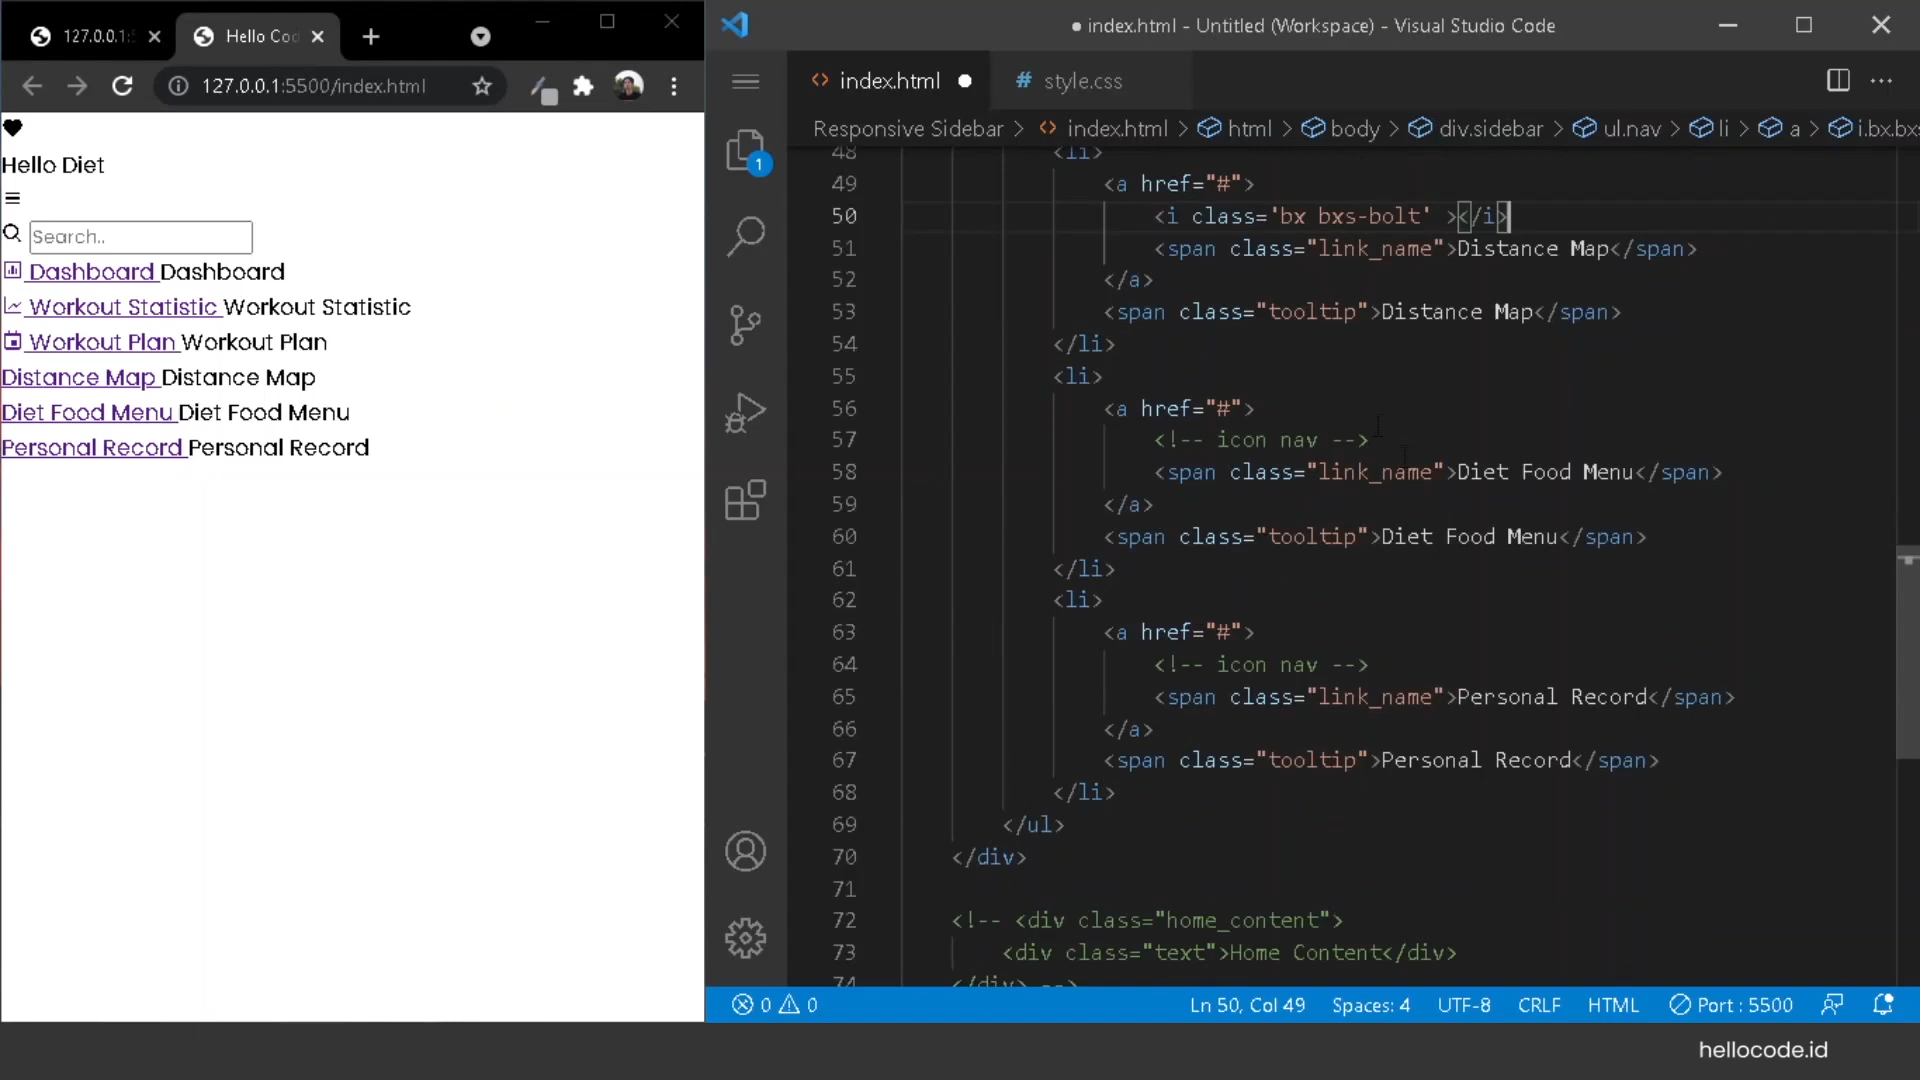 127.0.0.1:5
Hello Cod
127.0.0.1:5500/index.html
Hello Diet
Search..
Dashboard Dashboard
Workout Statistic Workout Statistic
Workout Plan Workout Plan
Distance Map Distance Map
Diet Food Menu Diet Food Menu
Personal Record Personal Record
● index.html - Untitled (Workspace) - Visual Studio Code
<> index.html ●
# style.css
Responsive Sidebar > <> index.html > html > body > div.sidebar > ul.nav > li > a > i.bx.bxs
1
48 <li>
49 <a href="#">
50 <i class='bx bxs-bolt' ></i>
51 <span class="link_name">Distance Map</span>
52 </a>
53 <span class="tooltip">Distance Map</span>
54 </li>
55 <li>
56 <a href="#">
57 <!-- icon nav -->
58 <span class="link_name">Diet Food Menu</span>
59 </a>
60 <span class="tooltip">Diet Food Menu</span>
61 </li>
62 <li>
63 <a href="#">
64 <!-- icon nav -->
65 <span class="link_name">Personal Record</span>
66 </a>
67 <span class="tooltip">Personal Record</span>
68 </li>
69 </ul>
70 </div>
71
72 <!-- <div class="home_content">
73 <div class="text">Home Content</div>
74 </div> -->
0 0
Ln 50, Col 49
Spaces: 4
UTF-8
CRLF
HTML
Port : 5500
hellocode.id